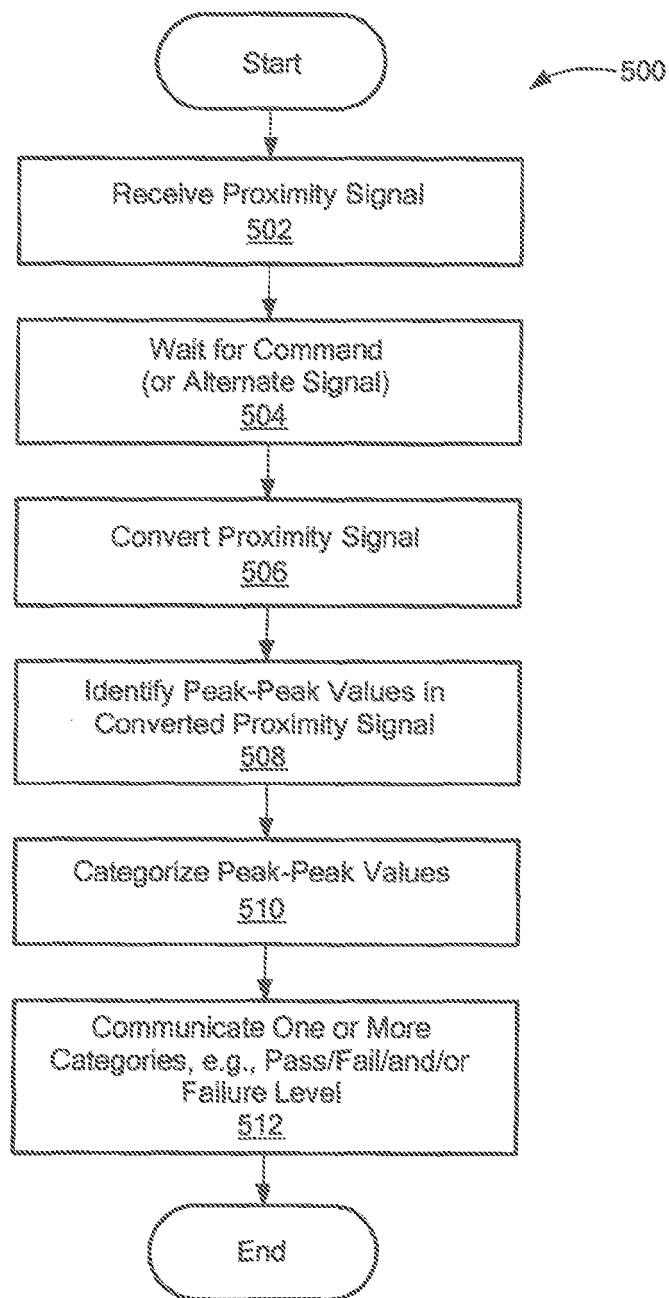 Start
500
Receive Proximity Signal
502
Wait for Command
(or Alternate Signal)
504
Convert Proximity Signal
506
Identify Peak-Peak Values in
Converted Proximity Signal
508
Categorize Peak-Peak Values
510
Communicate One or More
Categories, e.g., Pass/Fail/and/or
Failure Level
512
End